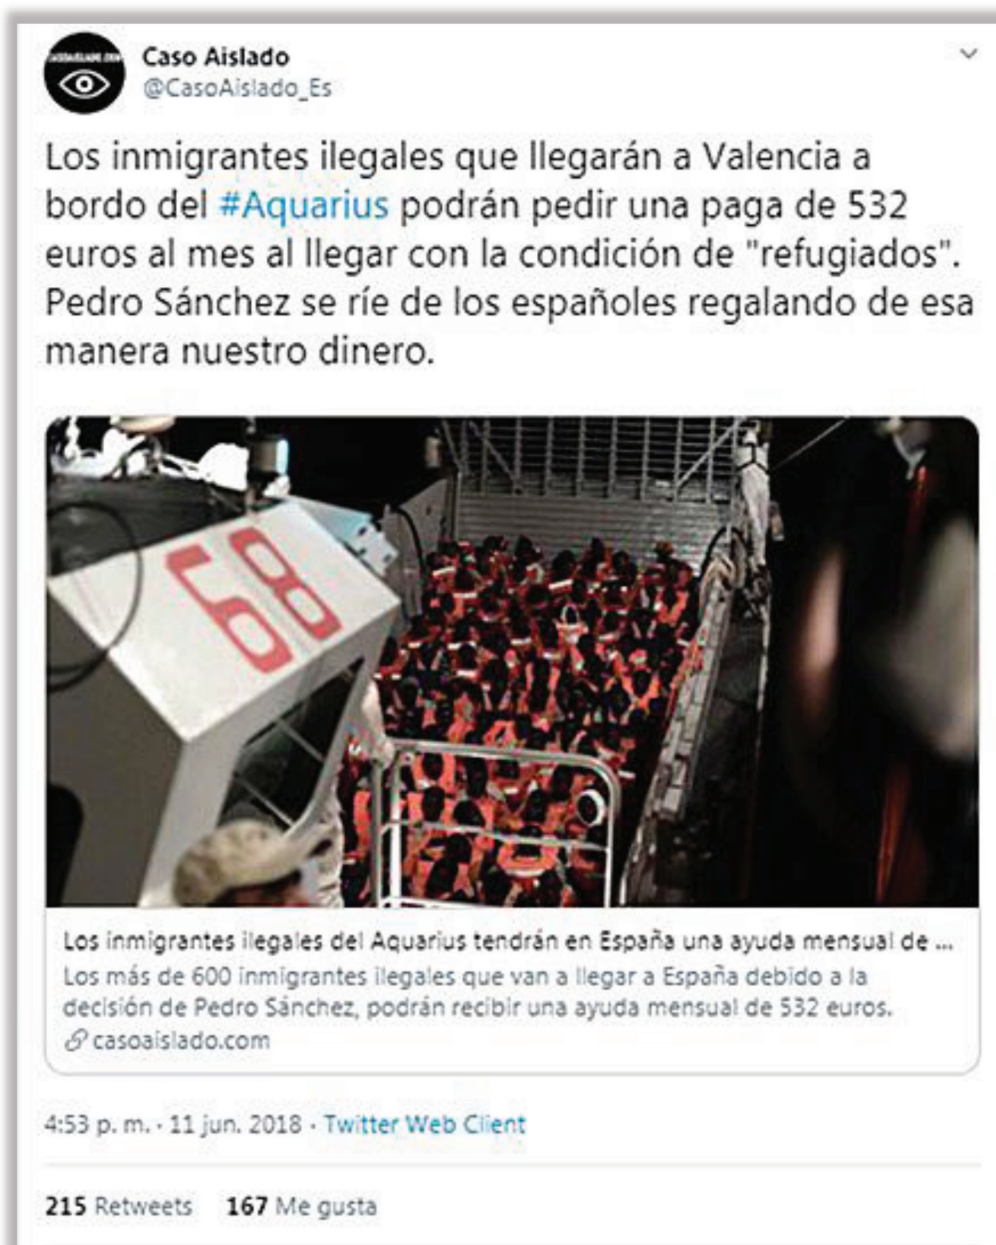 CASOAISLADO.COM
Caso Aislado
@CasoAislado_Es
Los inmigrantes ilegales que llegarán a Valencia a
bordo del #Aquarius podrán pedir una paga de 532
euros al mes al llegar con la condición de "refugiados".
Pedro Sánchez se ríe de los españoles regalando de esa
manera nuestro dinero.
Los inmigrantes ilegales del Aquarius tendrán en España una ayuda mensual de ...
Los más de 600 inmigrantes ilegales que van a llegar a España debido a la
decisión de Pedro Sánchez, podrán recibir una ayuda mensual de 532 euros.
casoaislado.com
4:53 p. m. · 11 jun. 2018 · Twitter Web Client
215 Retweets 167 Me gusta